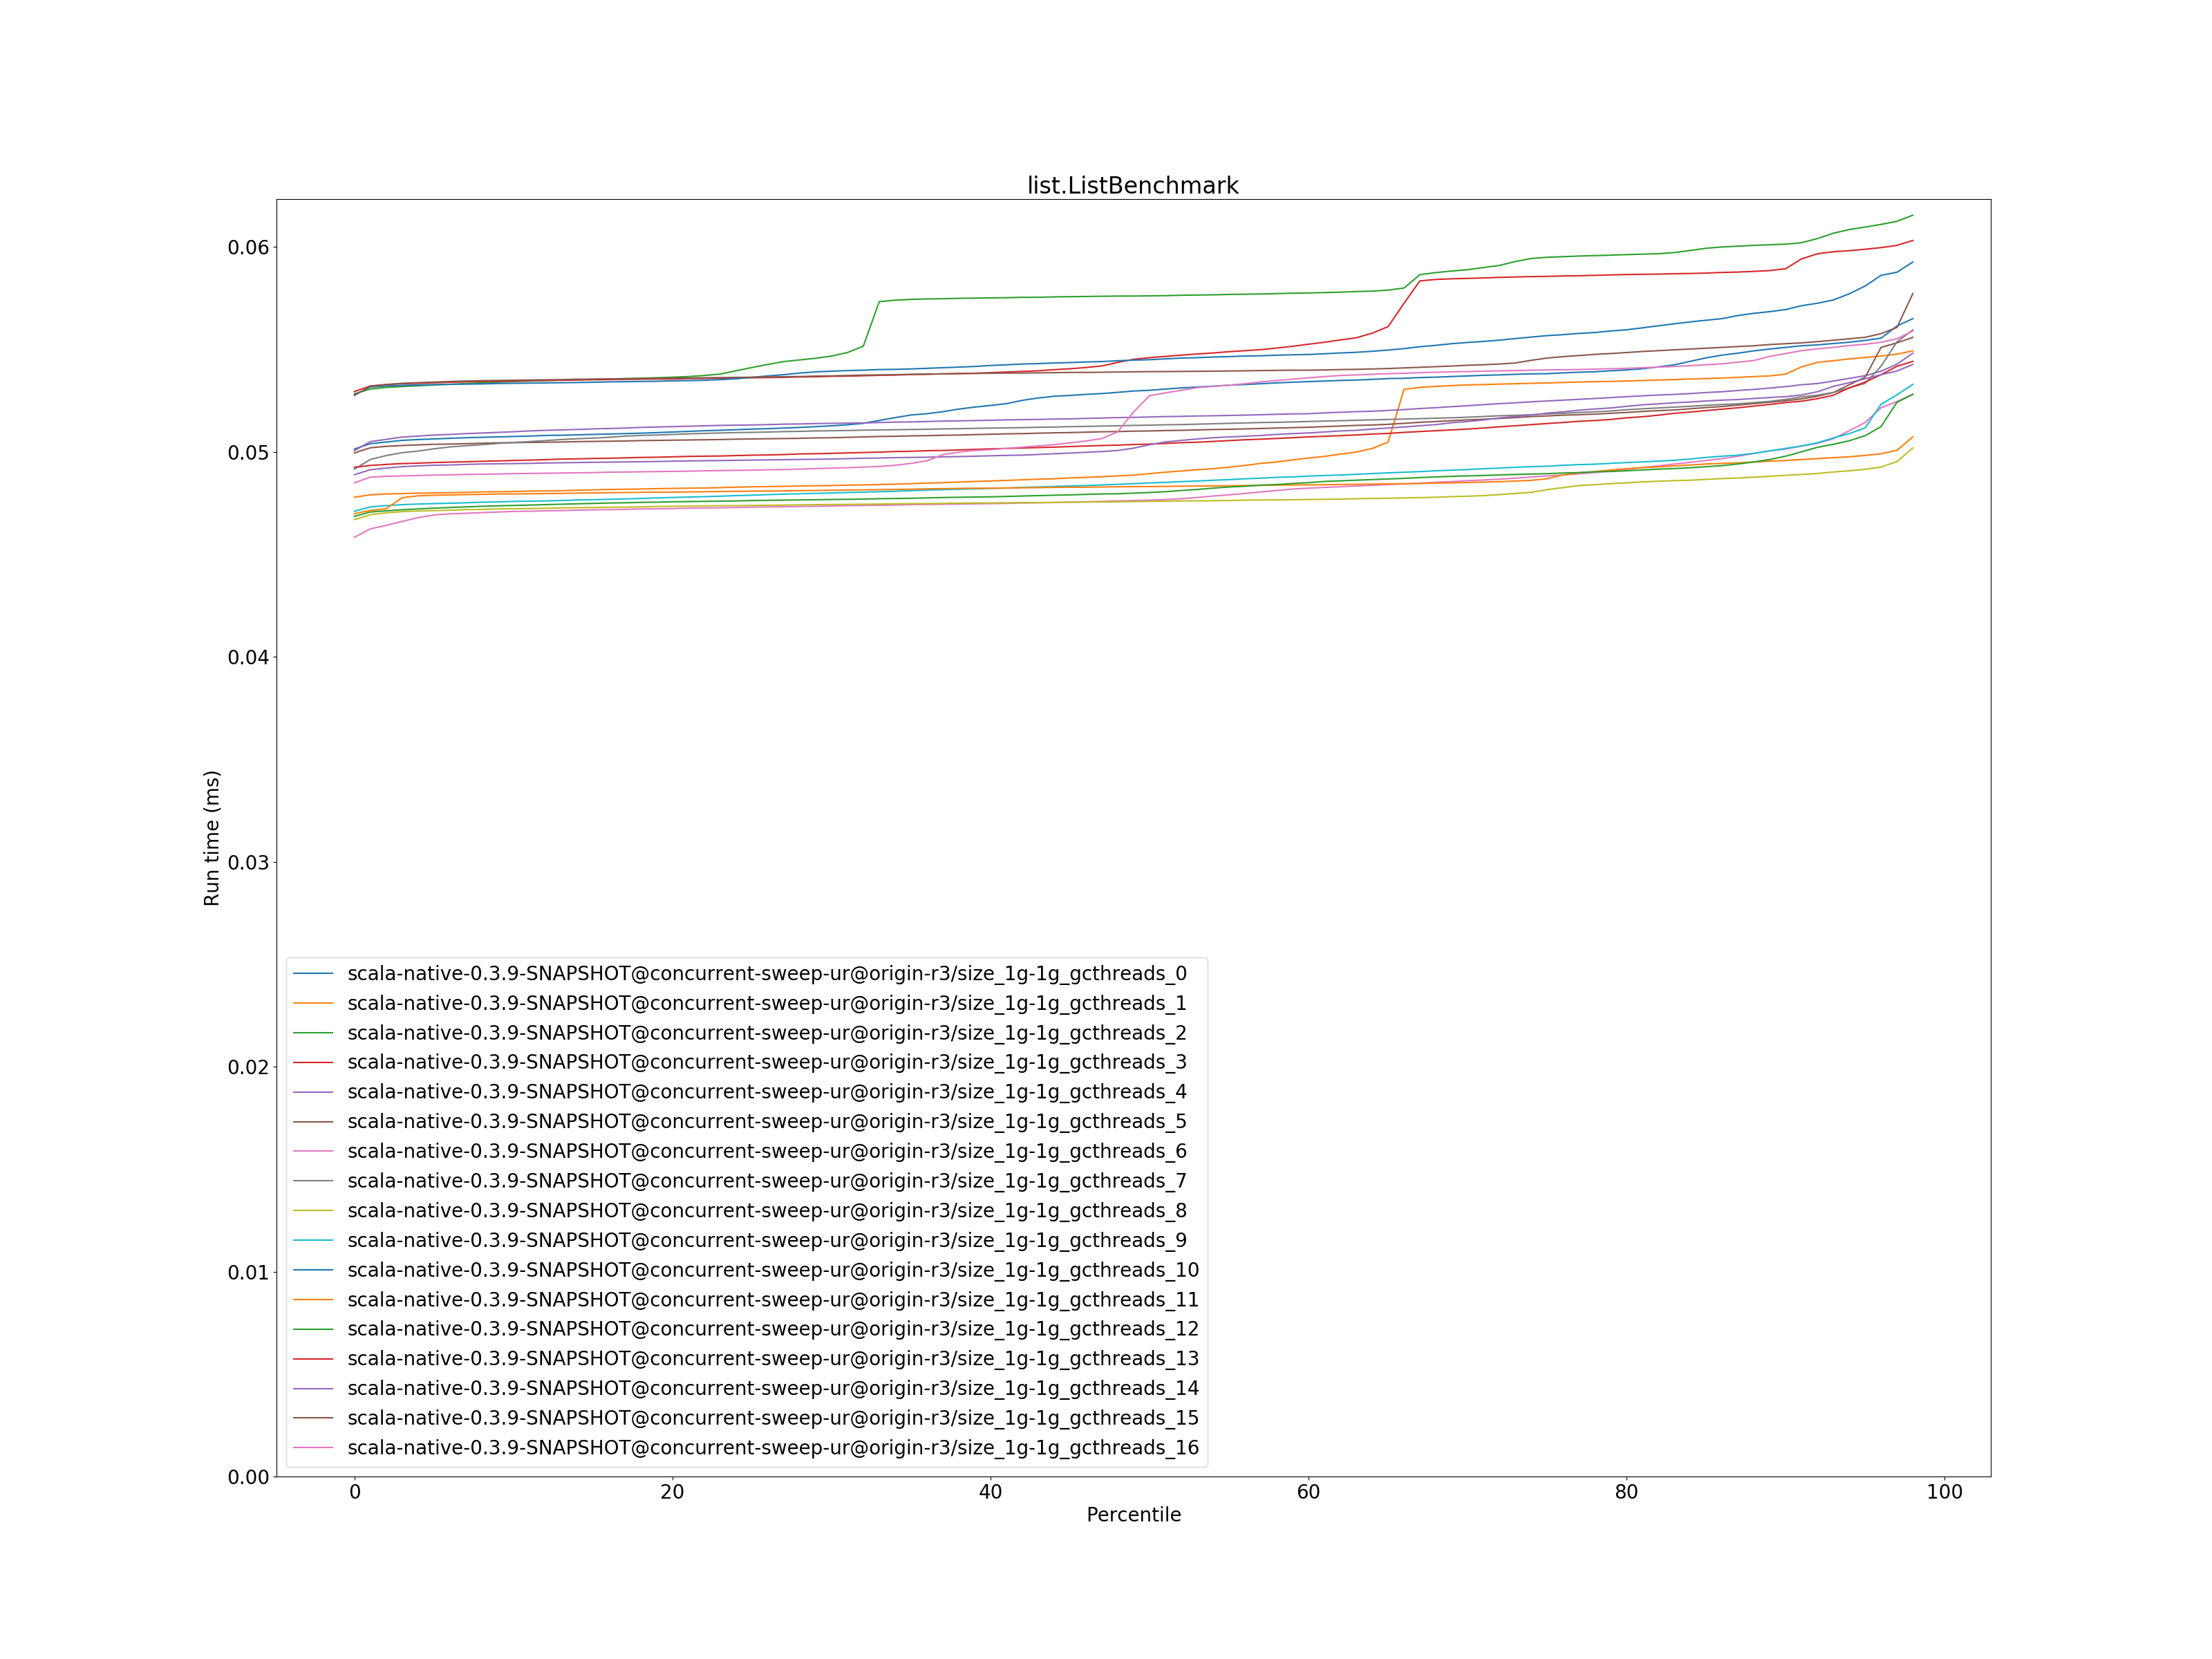 list.ListBenchmark
0.06
0.05
0.04
0.03
0.02
0.01
0.00
Run time (ms)
scala-native-0.3.9-SNAPSHOT@concurrent-sweep-ur@origin-r3/size_1g-1g_gcthreads_0
scala-native-0.3.9-SNAPSHOT@concurrent-sweep-ur@origin-r3/size_1g-1g_gcthreads_1
scala-native-0.3.9-SNAPSHOT@concurrent-sweep-ur@origin-r3/size_1g-1g_gcthreads_2
scala-native-0.3.9-SNAPSHOT@concurrent-sweep-ur@origin-r3/size_1g-1g_gcthreads_3
scala-native-0.3.9-SNAPSHOT@concurrent-sweep-ur@origin-r3/size_1g-1g_gcthreads_4
scala-native-0.3.9-SNAPSHOT@concurrent-sweep-ur@origin-r3/size_1g-1g_gcthreads_5
scala-native-0.3.9-SNAPSHOT@concurrent-sweep-ur@origin-r3/size_1g-1g_gcthreads_6
scala-native-0.3.9-SNAPSHOT@concurrent-sweep-ur@origin-r3/size_1g-1g_gcthreads_7
scala-native-0.3.9-SNAPSHOT@concurrent-sweep-ur@origin-r3/size_1g-1g_gcthreads_8
scala-native-0.3.9-SNAPSHOT@concurrent-sweep-ur@origin-r3/size_1g-1g_gcthreads_9
scala-native-0.3.9-SNAPSHOT@concurrent-sweep-ur@origin-r3/size_1g-1g_gcthreads_10
scala-native-0.3.9-SNAPSHOT@concurrent-sweep-ur@origin-r3/size_1g-1g_gcthreads_11
scala-native-0.3.9-SNAPSHOT@concurrent-sweep-ur@origin-r3/size_1g-1g_gcthreads_12
scala-native-0.3.9-SNAPSHOT@concurrent-sweep-ur@origin-r3/size_1g-1g_gcthreads_13
scala-native-0.3.9-SNAPSHOT@concurrent-sweep-ur@origin-r3/size_1g-1g_gcthreads_14
scala-native-0.3.9-SNAPSHOT@concurrent-sweep-ur@origin-r3/size_1g-1g_gcthreads_15
scala-native-0.3.9-SNAPSHOT@concurrent-sweep-ur@origin-r3/size_1g-1g_gcthreads_16
0 20 40 60 80 100
Percentile